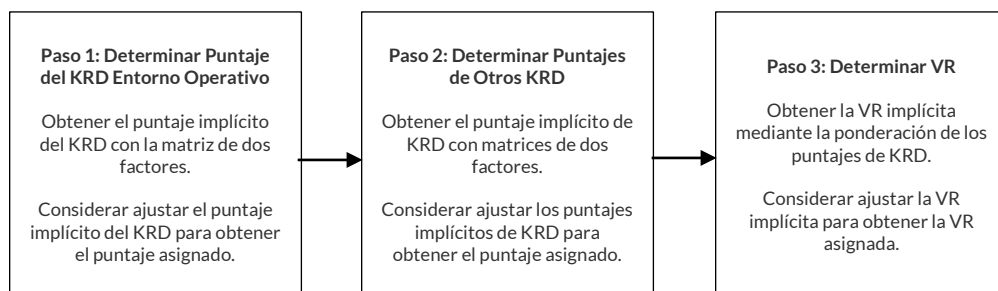 Paso 1: Determinar Puntaje
del KRD Entorno Operativo
Obtener el puntaje implícito
del KRD con la matriz de dos
factores.
Considerar ajustar el puntaje
implícito del KRD para obtener
el puntaje asignado.
Paso 2: Determinar Puntajes
de Otros KRD
Obtener el puntaje implícito de
KRD con matrices de dos
factores.
Considerar ajustar los puntajes
implícitos de KRD para
obtener el puntaje asignado.
Paso 3: Determinar VR
Obtener la VR implícita
mediante la ponderación de los
puntajes de KRD.
Considerar ajustar la VR
implícita para obtener la VR
asignada.